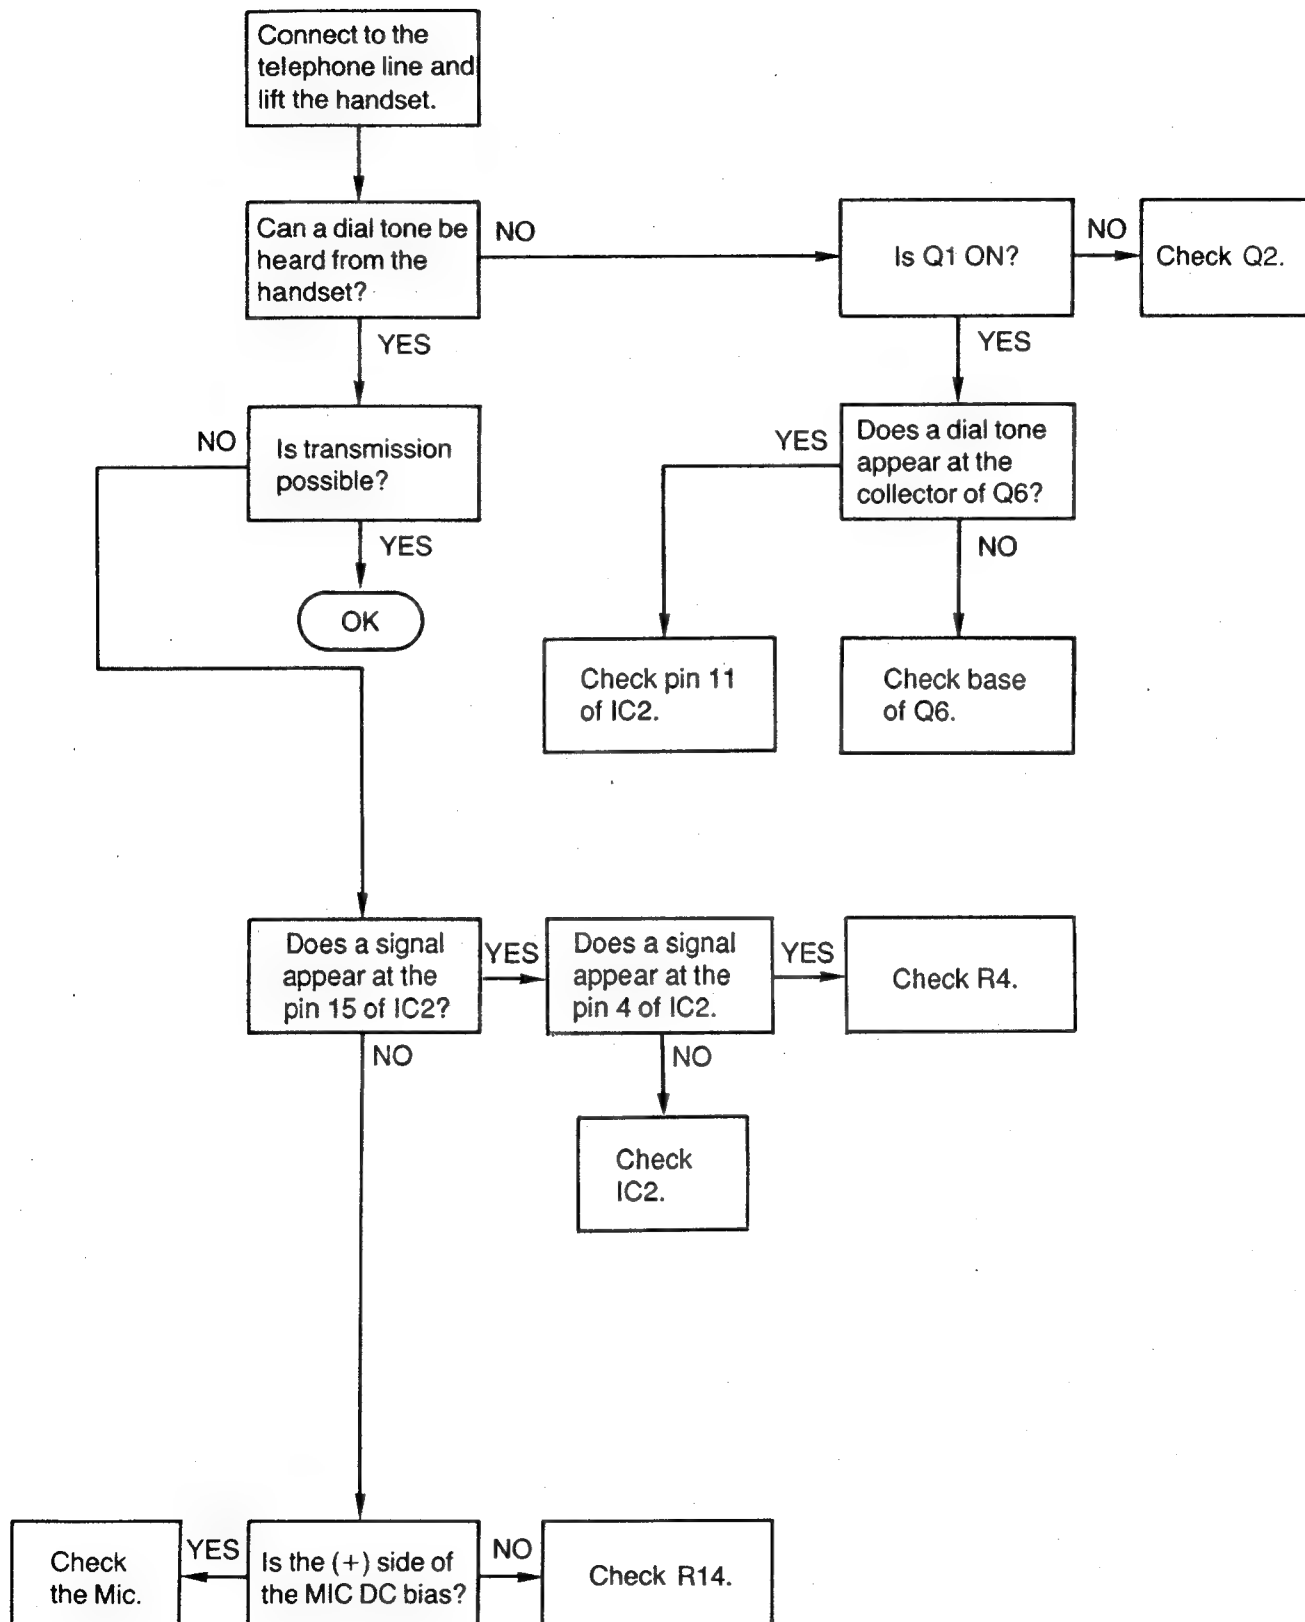 Connect to the
telephone line and
lift the handset.
Can a dial tone be
heard from the
handset?
NO
Is Q1 ON?
NO
Check Q2.
YES
YES
Is transmission
possible?
NO
YES
OK
Does a dial tone
appear at the
collector of Q6?
YES
NO
Check pin 11
of IC2.
Check base
of Q6.
Does a signal
appear at the
pin 15 of IC2?
YES
Does a signal
appear at the
pin 4 of IC2.
YES
Check R4.
NO
NO
Check
IC2.
Check
the Mic.
YES
Is the (+) side of
the MIC DC bias?
NO
Check R14.